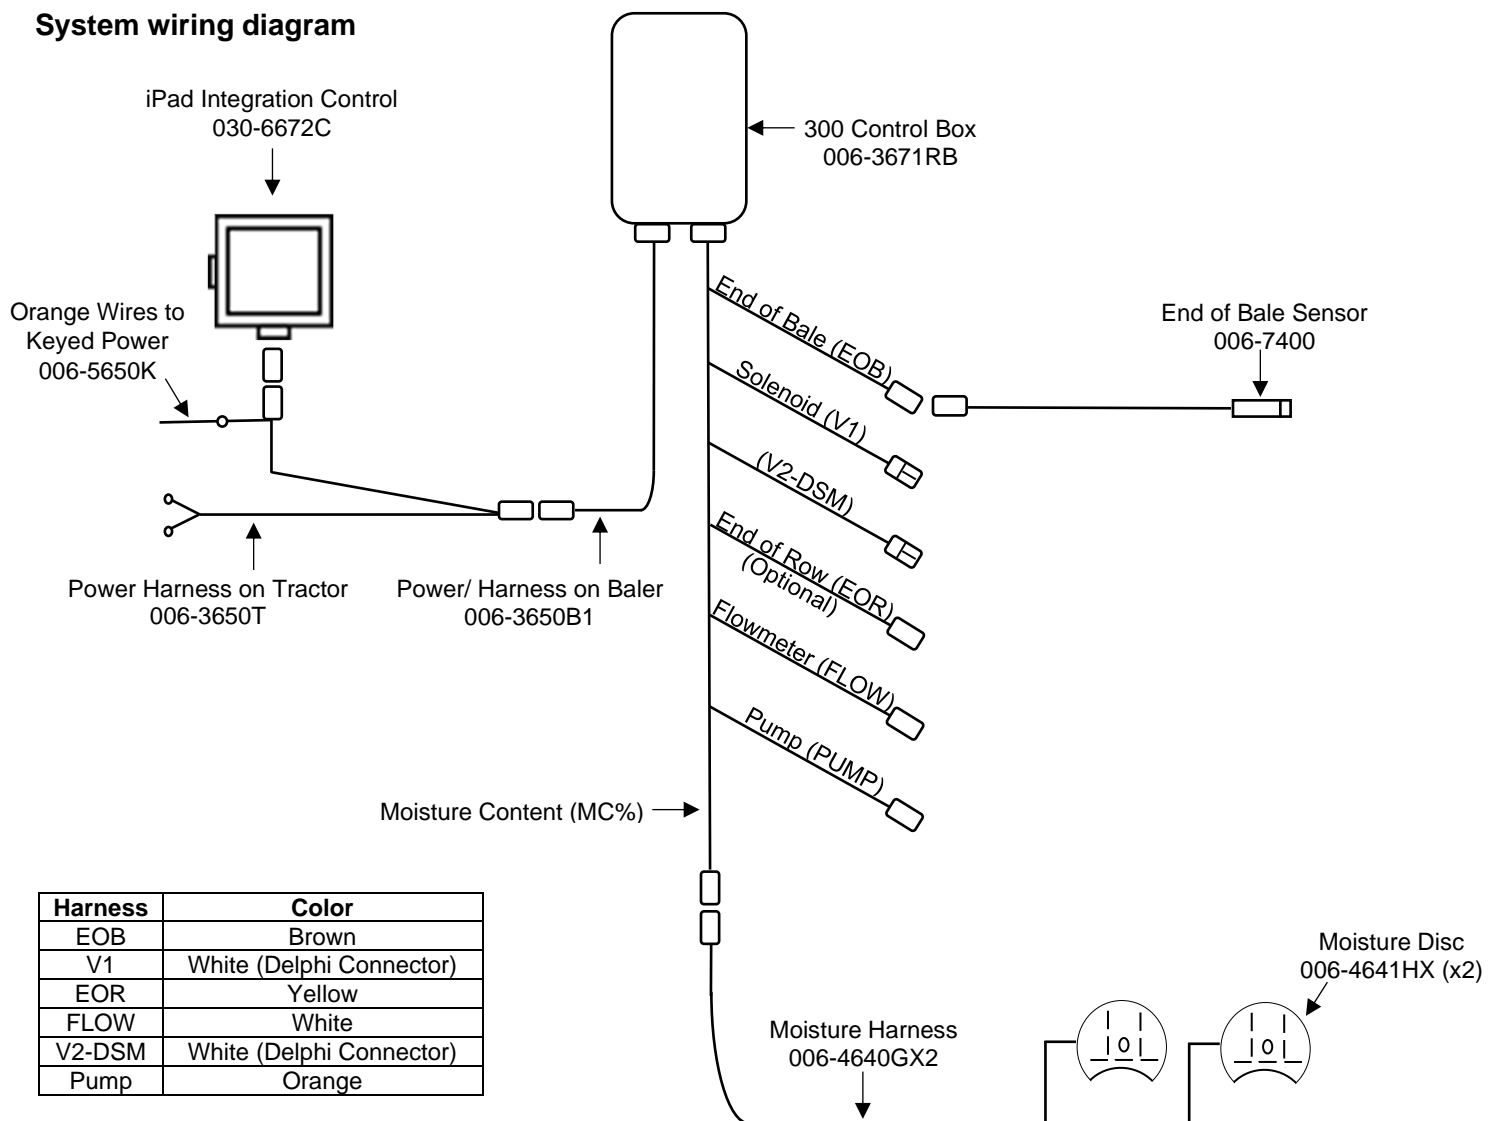 System wiring diagram
iPad Integration Control
030-6672C
300 Control Box
006-3671RB
Orange Wires to
Keyed Power
006-5650K
End of Bale Sensor
006-7400
End of Bale (EOB)
Solenoid (V1)
(V2-DSM)
End of Row (EOR)
(Optional)
Flowmeter (FLOW)
Pump (PUMP)
Power Harness on Tractor
006-3650T
Power/ Harness on Baler
006-3650B1
Moisture Content (MC%)
Harness Color
EOB Brown
V1 White (Delphi Connector)
EOR Yellow
FLOW White
V2-DSM White (Delphi Connector)
Pump Orange
Moisture Disc
006-4641HX (x2)
Moisture Harness
006-4640GX2